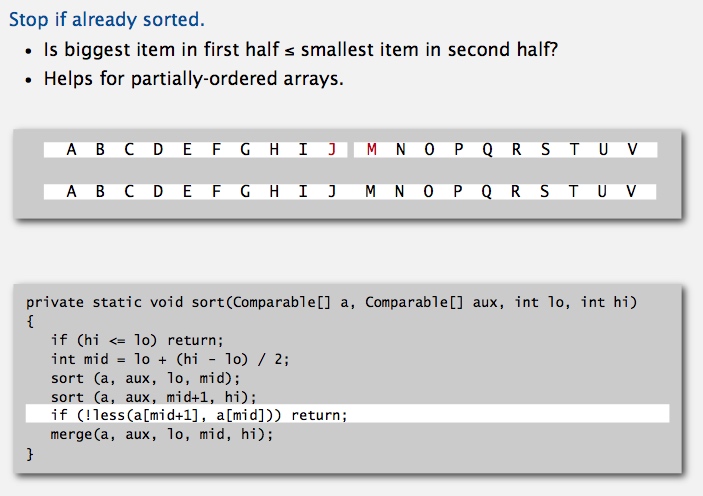 Stop if already sorted.
• Is biggest item in first half ≤ smallest item in second half?
• Helps for partially-ordered arrays.
A B C D E F G H I J M N O P Q R S T U V
A B C D E F G H I J M N O P Q R S T U V
private static void sort(Comparable[] a, Comparable[] aux, int lo, int hi)
{
if (hi <= lo) return;
int mid = lo + (hi - lo) / 2;
sort (a, aux, lo, mid);
sort (a, aux, mid+1, hi);
if (!less(a[mid+1], a[mid])) return;
merge(a, aux, lo, mid, hi);
}